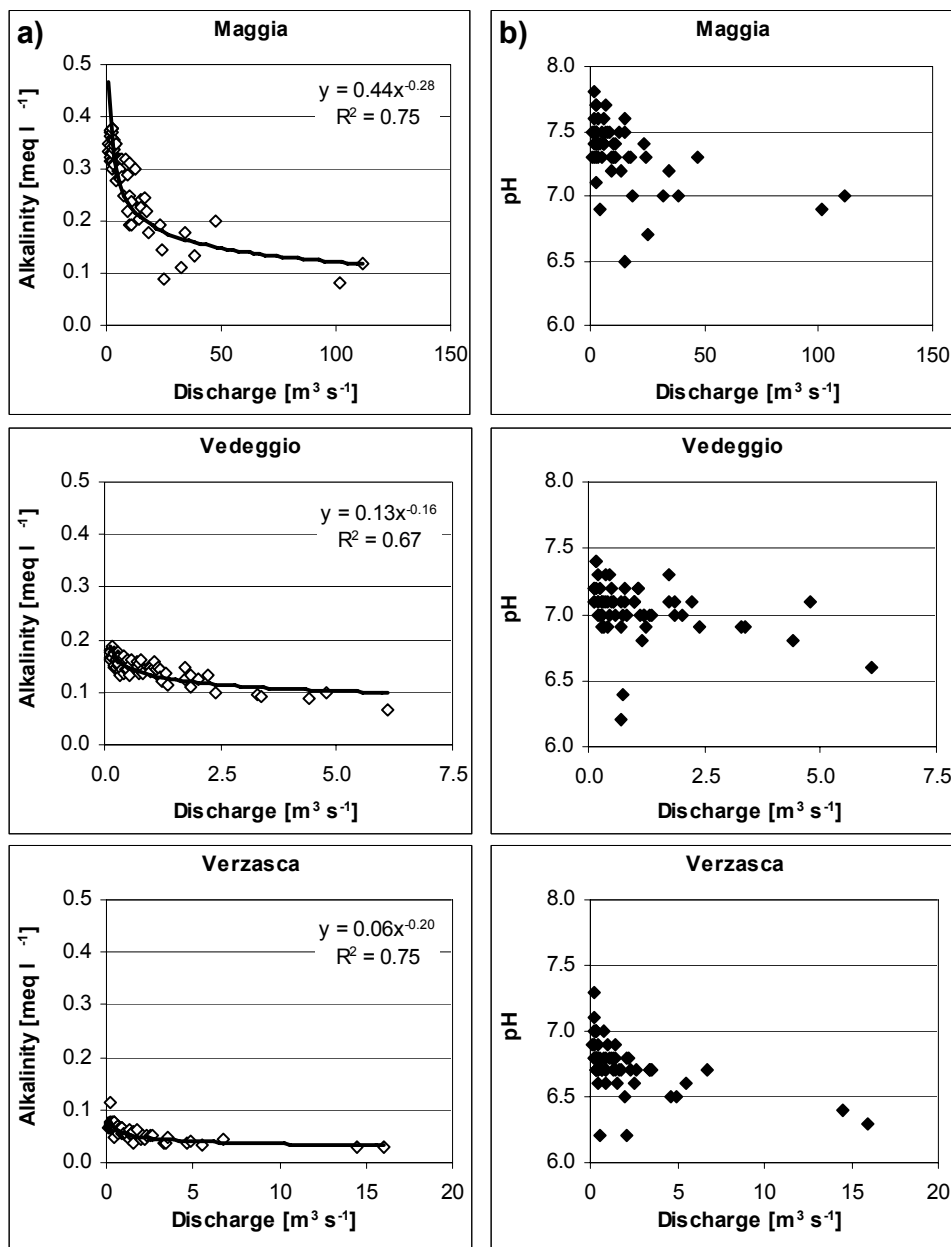 a)
Maggia
Alkalinity [meq l⁻¹]
0.5
0.4
0.3
0.2
0.1
0.0
y = 0.44x⁻⁰·²⁸
R² = 0.75
0 50 100 150
Discharge [m³ s⁻¹]
b)
Maggia
pH
8.0
7.5
7.0
6.5
6.0
0 50 100 150
Discharge [m³ s⁻¹]
Vedeggio
Alkalinity [meq l⁻¹]
0.5
0.4
0.3
0.2
0.1
0.0
y = 0.13x⁻⁰·¹⁶
R² = 0.67
0.0 2.5 5.0 7.5
Discharge [m³ s⁻¹]
Vedeggio
pH
8.0
7.5
7.0
6.5
6.0
0.0 2.5 5.0 7.5
Discharge [m³ s⁻¹]
Verzasca
Alkalinity [meq l⁻¹]
0.5
0.4
0.3
0.2
0.1
0.0
y = 0.06x⁻⁰·²⁰
R² = 0.75
0 5 10 15 20
Discharge [m³ s⁻¹]
Verzasca
pH
8.0
7.5
7.0
6.5
6.0
0 5 10 15 20
Discharge [m³ s⁻¹]